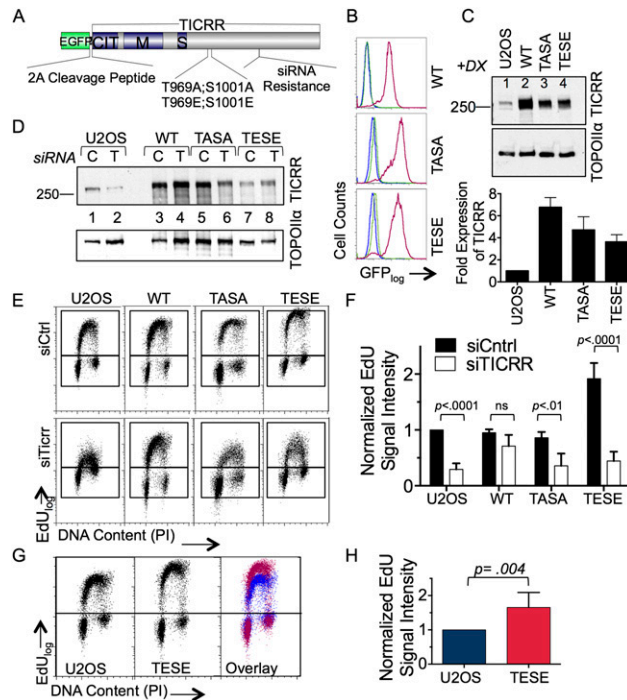 A
TICRR
EGFP CIT M S
2A Cleavage Peptide
T969A;S1001A
T969E;S1001E
siRNA
Resistance
B
WT
TASA
TESE
Cell Counts
GFPlog
C
+DX
U2OS WT TASA TESE
1 2 3 4
250
TICRR
TOPOIIα
Fold Expression
of TICRR
8
6
4
2
0
U2OS WT TASA TESE
D
U2OS WT TASA TESE
siRNA C T C T C T C T
250
TICRR
1 2 3 4 5 6 7 8
TOPOIIα
E
U2OS WT TASA TESE
siCtrl
siTicrr
EdUlog
DNA Content (PI)
F
siCntrl
siTICRR
Normalized EdU
Signal Intensity
2
1
0
p<.0001
ns
p<.01
p<.0001
U2OS WT TASA TESE
G
EdUlog
U2OS TESE Overlay
DNA Content (PI)
H
Normalized EdU
Signal Intensity
2
1
0
p=.004
U2OS TESE